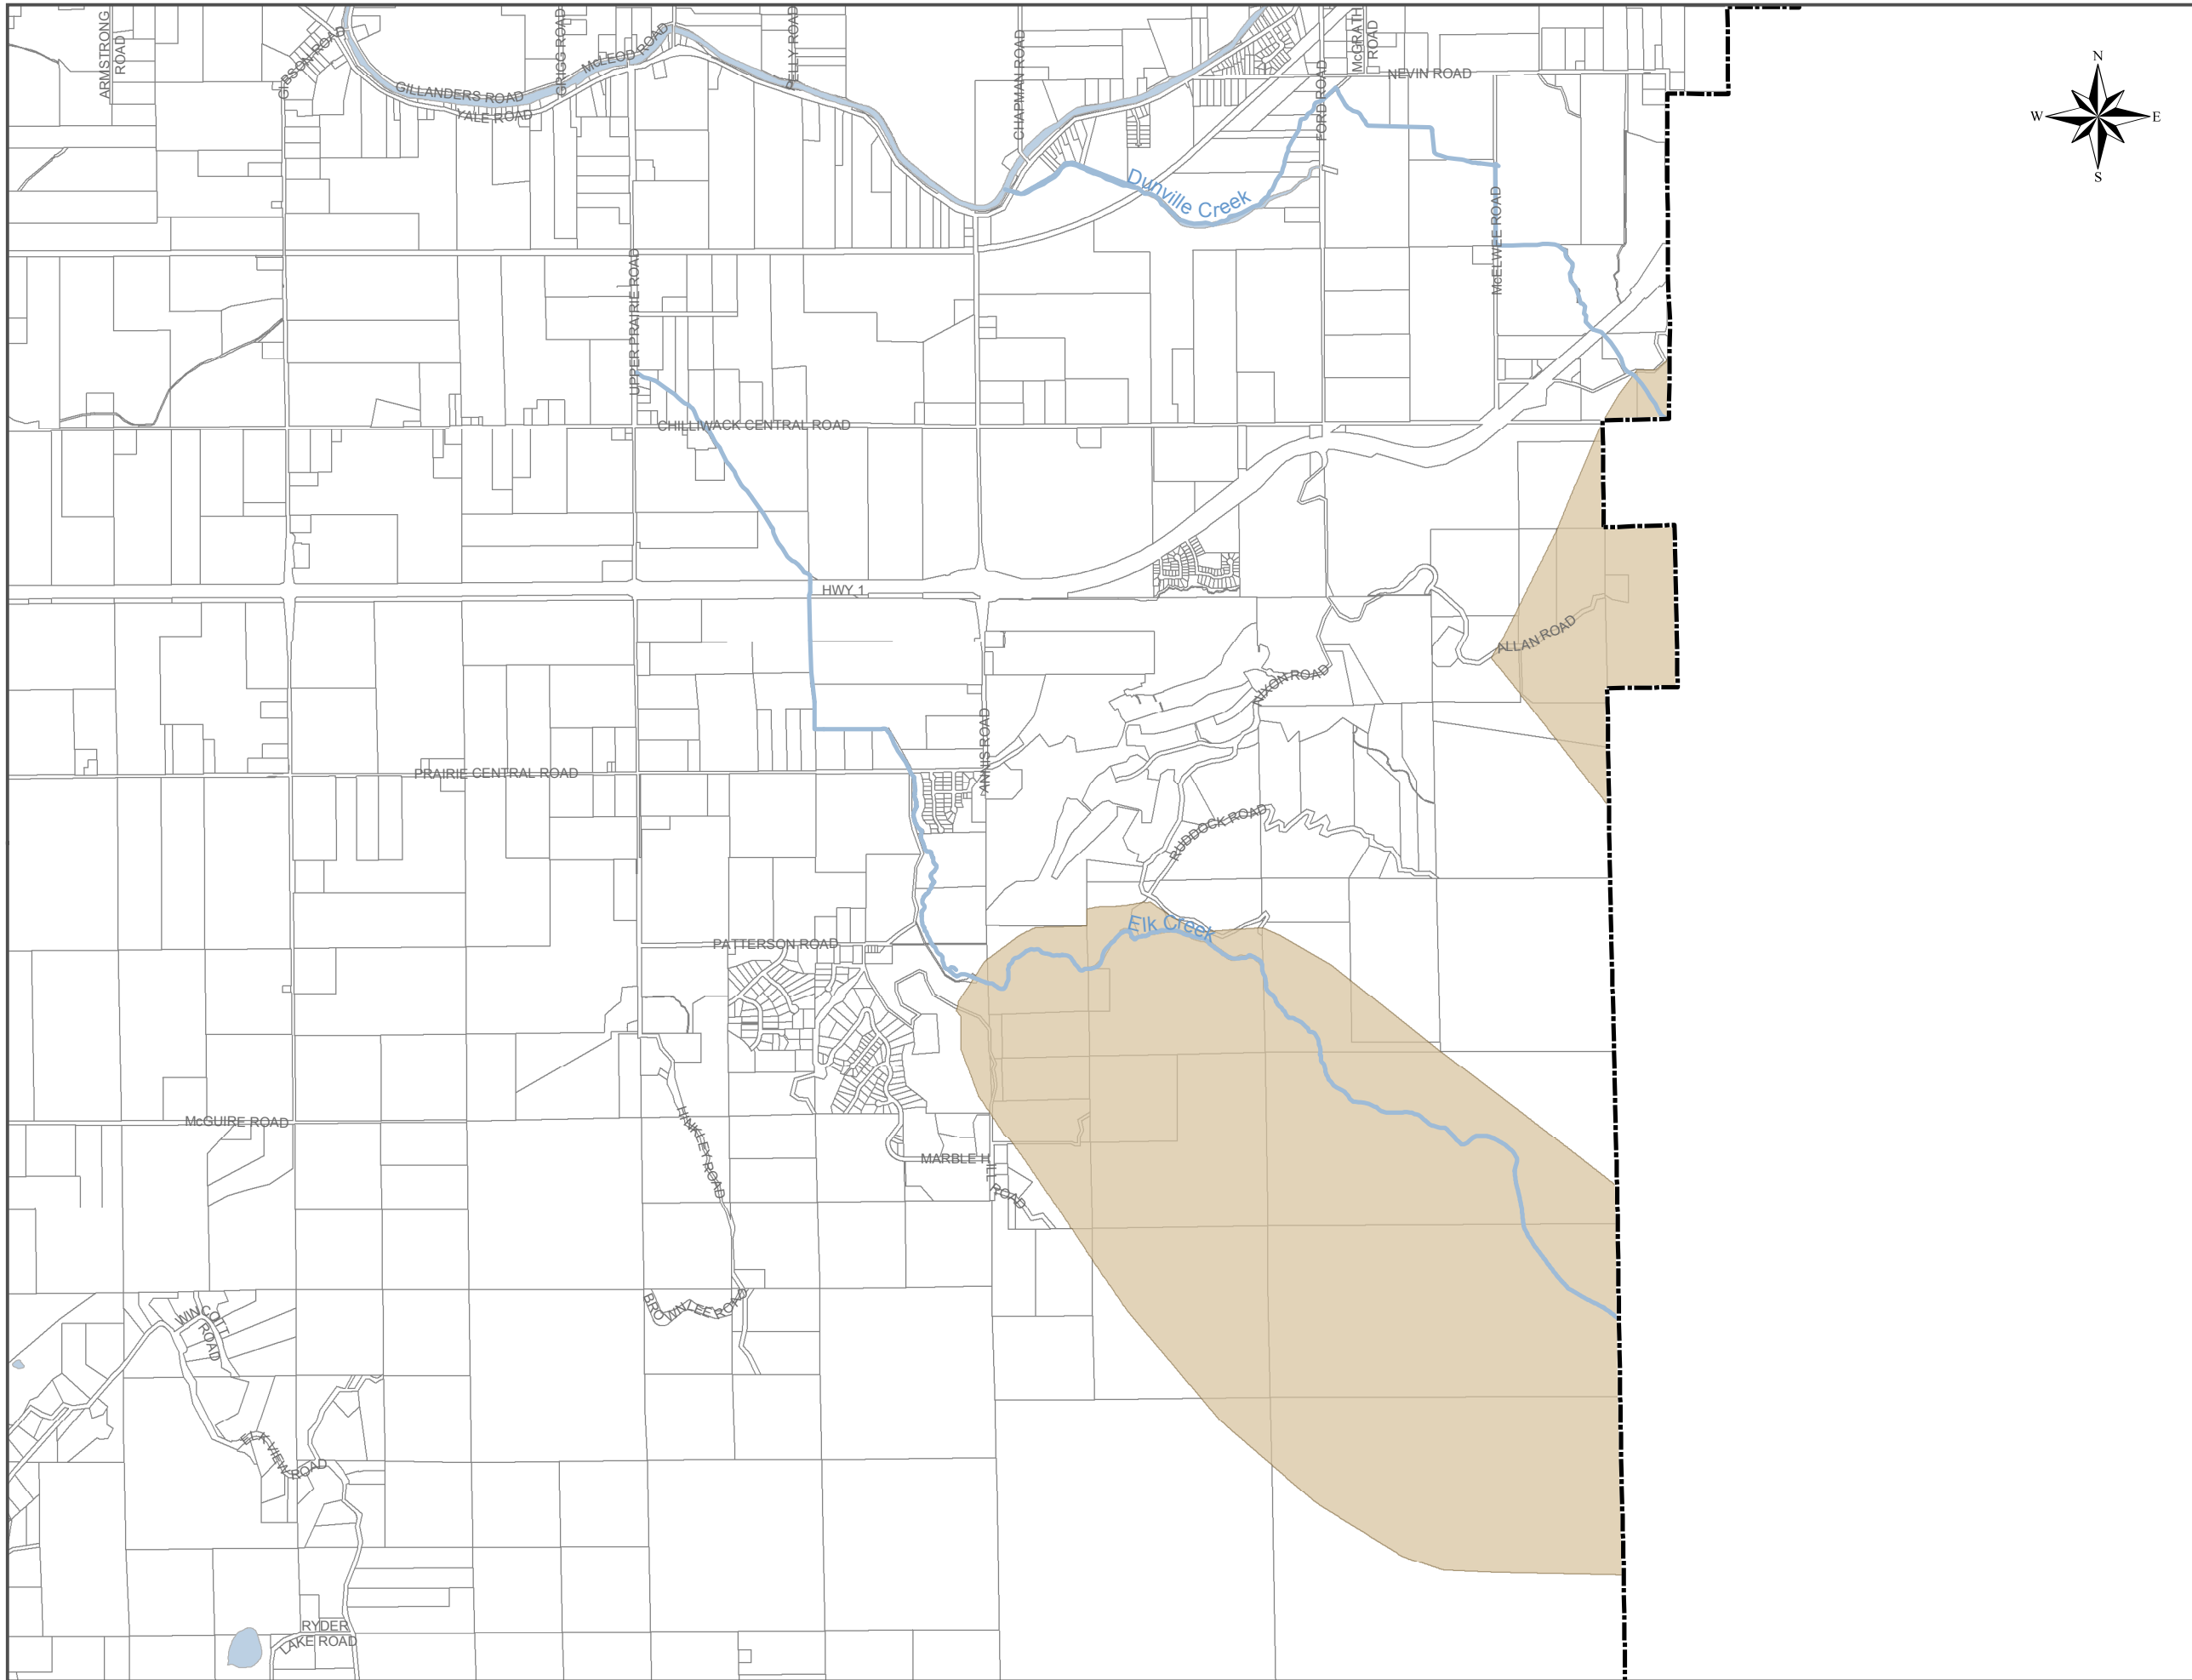 ARMSTRONG
ROAD
GIBSON ROAD
GILLANDERS ROAD
YALE ROAD
GRIGG ROAD
McLEOD ROAD
PELLY ROAD
CHAPMAN ROAD
FORD ROAD
McGRATH
ROAD
NEVIN ROAD
N
W
E
S
Dunville Creek
McELWEE ROAD
UPPER PRAIRIE ROAD
CHILLIWACK CENTRAL ROAD
HWY 1
ALLAN ROAD
NIXON ROAD
ANNIS ROAD
PRAIRIE CENTRAL ROAD
RUDDOCK ROAD
Elk Creek
PATTERSON ROAD
McGUIRE ROAD
HINKLEY ROAD
MARBLE HILL ROAD
BROWNLEE ROAD
WINCOTT
ROAD
ELKVIEW ROAD
RYDER
LAKE ROAD